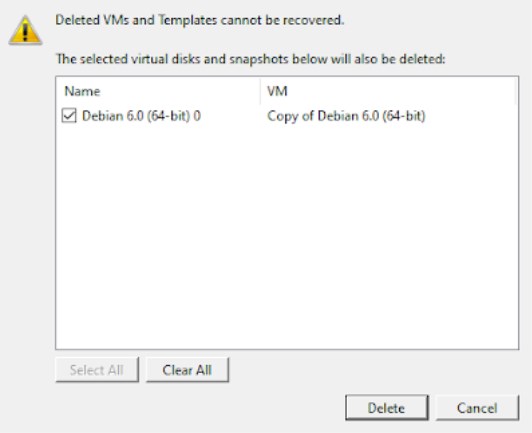 Deleted VMs and Templates cannot be recovered.
The selected virtual disks and snapshots below will also be deleted:
Name VM
Debian 6.0 (64-bit) 0 Copy of Debian 6.0 (64-bit)
Select All Clear All
Delete Cancel